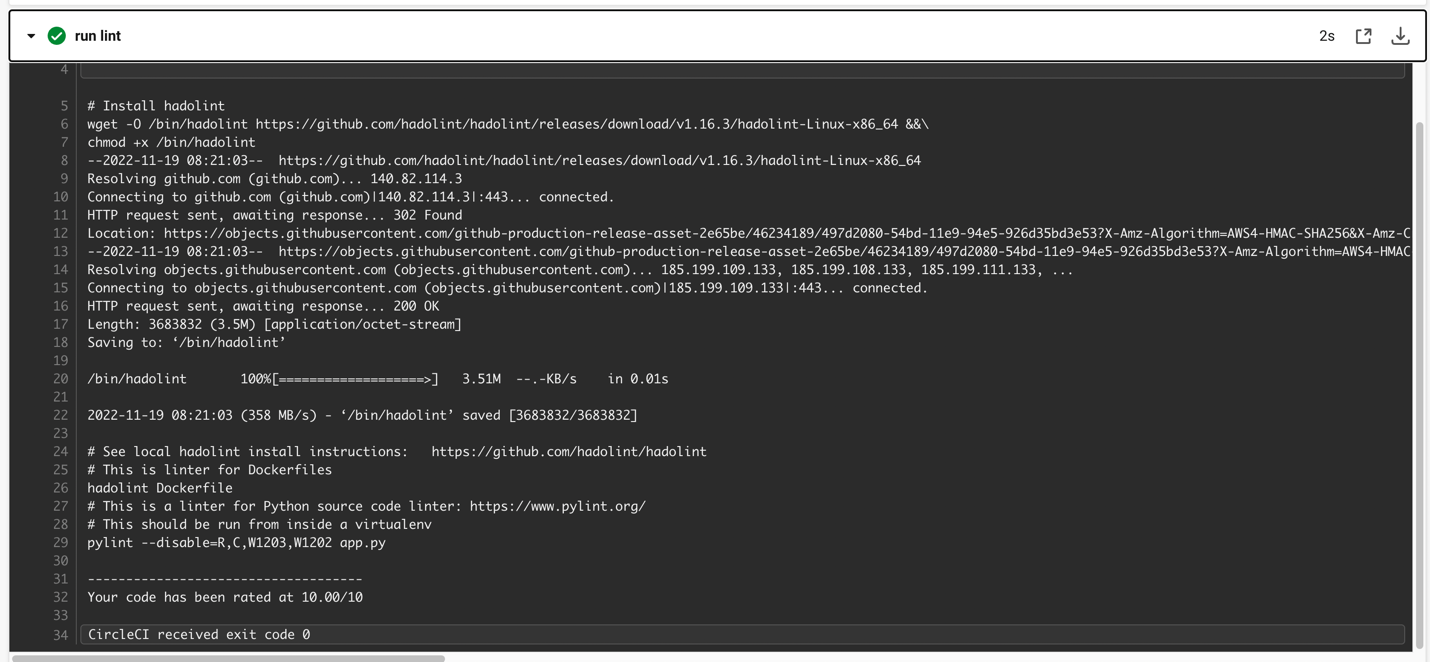 run lint
2s
4
5 # Install hadolint
6 wget -O /bin/hadolint https://github.com/hadolint/hadolint/releases/download/v1.16.3/hadolint-Linux-x86_64 &&\
7 chmod +x /bin/hadolint
8 --2022-11-19 08:21:03--  https://github.com/hadolint/hadolint/releases/download/v1.16.3/hadolint-Linux-x86_64
9 Resolving github.com (github.com)... 140.82.114.3
10 Connecting to github.com (github.com)|140.82.114.3|:443... connected.
11 HTTP request sent, awaiting response... 302 Found
12 Location: https://objects.githubusercontent.com/github-production-release-asset-2e65be/46234189/497d2080-54bd-11e9-94e5-926d35bd3e53?X-Amz-Algorithm=AWS4-HMAC-SHA256&X-Amz-C
13 --2022-11-19 08:21:03--  https://objects.githubusercontent.com/github-production-release-asset-2e65be/46234189/497d2080-54bd-11e9-94e5-926d35bd3e53?X-Amz-Algorithm=AWS4-HMAC
14 Resolving objects.githubusercontent.com (objects.githubusercontent.com)... 185.199.109.133, 185.199.108.133, 185.199.111.133, ...
15 Connecting to objects.githubusercontent.com (objects.githubusercontent.com)|185.199.109.133|:443... connected.
16 HTTP request sent, awaiting response... 200 OK
17 Length: 3683832 (3.5M) [application/octet-stream]
18 Saving to: ‘/bin/hadolint’
19
20 /bin/hadolint       100%[===================>]   3.51M  --.-KB/s    in 0.01s
21
22 2022-11-19 08:21:03 (358 MB/s) - ‘/bin/hadolint’ saved [3683832/3683832]
23
24 # See local hadolint install instructions:   https://github.com/hadolint/hadolint
25 # This is linter for Dockerfiles
26 hadolint Dockerfile
27 # This is a linter for Python source code linter: https://www.pylint.org/
28 # This should be run from inside a virtualenv
29 pylint --disable=R,C,W1203,W1202 app.py
30
31 ------------------------------------
32 Your code has been rated at 10.00/10
33
34 CircleCI received exit code 0